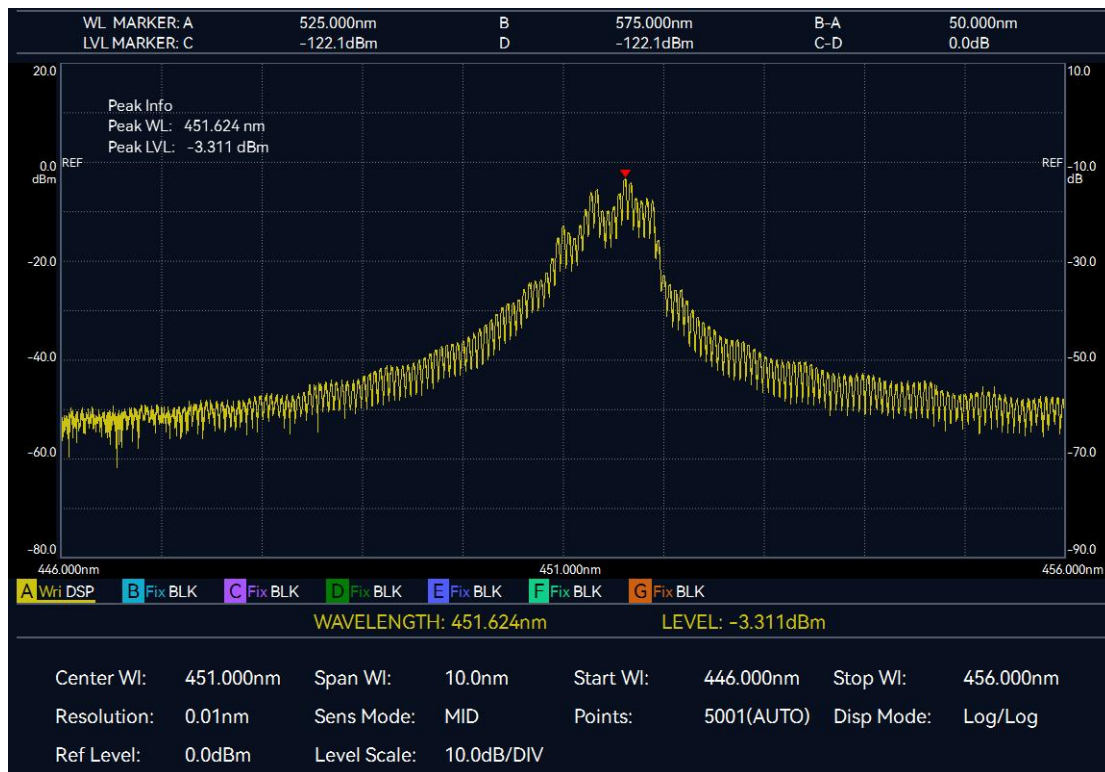 WL MARKER: A 525.000nm B 575.000nm B-A 50.000nm
LVL MARKER: C -122.1dBm D -122.1dBm C-D 0.0dB
20.0 10.0
Peak Info
Peak WL: 451.624 nm
Peak LVL: -3.311 dBm
0.0 REF REF -10.0
dBm dB
-20.0 -30.0
-40.0 -50.0
-60.0 -70.0
-80.0 -90.0
446.000nm 451.000nm 456.000nm
A Wri DSP B Fix BLK C Fix BLK D Fix BLK E Fix BLK F Fix BLK G Fix BLK
WAVELENGTH: 451.624nm LEVEL: -3.311dBm
Center Wl: 451.000nm Span Wl: 10.0nm Start Wl: 446.000nm Stop Wl: 456.000nm
Resolution: 0.01nm Sens Mode: MID Points: 5001(AUTO) Disp Mode: Log/Log
Ref Level: 0.0dBm Level Scale: 10.0dB/DIV